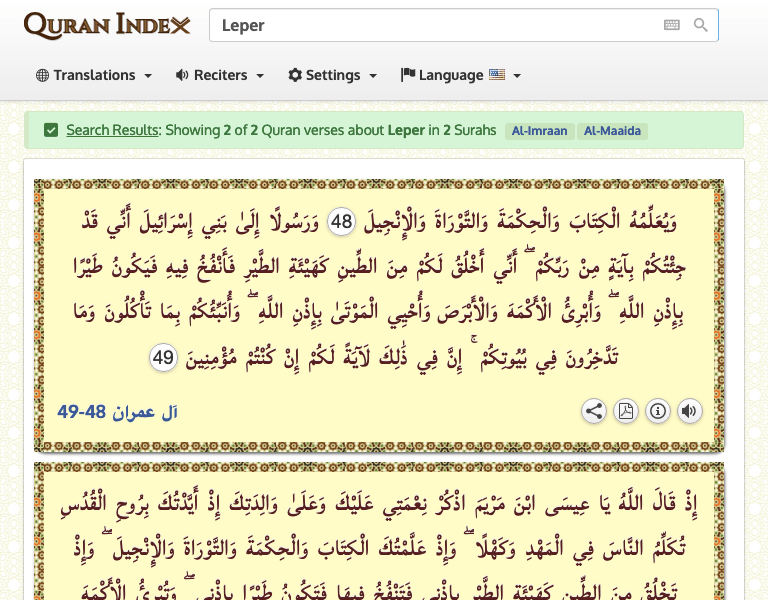 QURAN INDEX
Leper
Translations Reciters Settings Language
Search Results: Showing 2 of 2 Quran verses about Leper in 2 Surahs Al-Imraan Al-Maaida
وَيُعَلِّمُهُ الْكِتَابَ وَالْحِكْمَةَ وَالتَّوْرَاةَ وَالْإِنْجِيلَ 48 وَرَسُولًا إِلَىٰ بَنِي إِسْرَائِيلَ أَنِّي قَدْ
جِئْتُكُمْ بِآيَةٍ مِنْ رَبِّكُمْ ۖ أَنِّي أَخْلُقُ لَكُمْ مِنَ الطِّينِ كَهَيْئَةِ الطَّيْرِ فَأَنْفُخُ فِيهِ فَيَكُونُ طَيْرًا
بِإِذْنِ اللَّهِ ۖ وَأُبْرِئُ الْأَكْمَهَ وَالْأَبْرَصَ وَأُحْيِي الْمَوْتَىٰ بِإِذْنِ اللَّهِ ۖ وَأُنَبِّئُكُمْ بِمَا تَأْكُلُونَ وَمَا
تَدَّخِرُونَ فِي بُيُوتِكُمْ ۚ إِنَّ فِي ذَٰلِكَ لَآيَةً لَكُمْ إِنْ كُنْتُمْ مُؤْمِنِينَ 49
آل عمران 48-49
إِذْ قَالَ اللَّهُ يَا عِيسَى ابْنَ مَرْيَمَ اذْكُرْ نِعْمَتِي عَلَيْكَ وَعَلَىٰ وَالِدَتِكَ إِذْ أَيَّدْتُكَ بِرُوحِ الْقُدُسِ
تُكَلِّمُ النَّاسَ فِي الْمَهْدِ وَكَهْلًا ۖ وَإِذْ عَلَّمْتُكَ الْكِتَابَ وَالْحِكْمَةَ وَالتَّوْرَاةَ وَالْإِنْجِيلَ ۖ وَإِذْ
تَخْلُقُ مِنَ الطِّينِ كَهَيْئَةِ الطَّيْرِ بِإِذْنِي فَتَنْفُخُ فِيهَا فَتَكُونُ طَيْرًا بِإِذْنِي ۖ وَتُبْرِئُ الْأَكْمَهَ